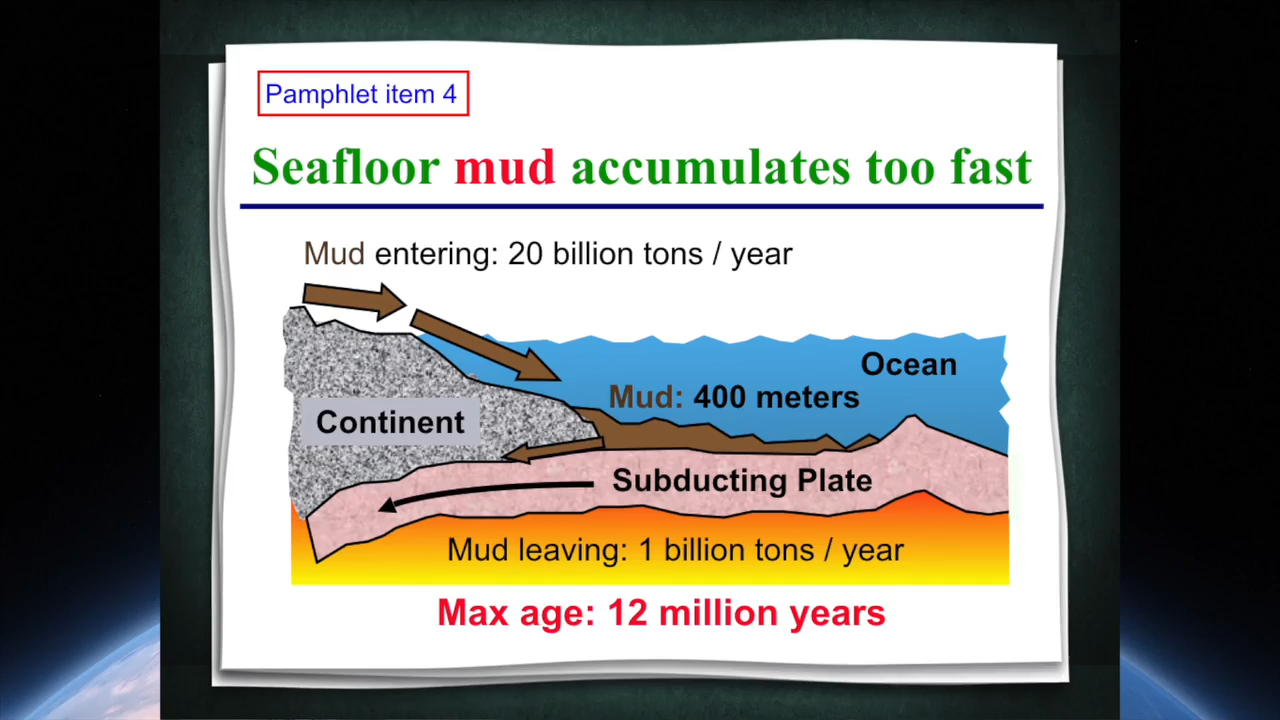 Pamphlet item 4
Seafloor mud accumulates too fast
Mud entering: 20 billion tons / year
Ocean
Mud: 400 meters
Continent
Subducting Plate
Mud leaving: 1 billion tons / year
Max age: 12 million years